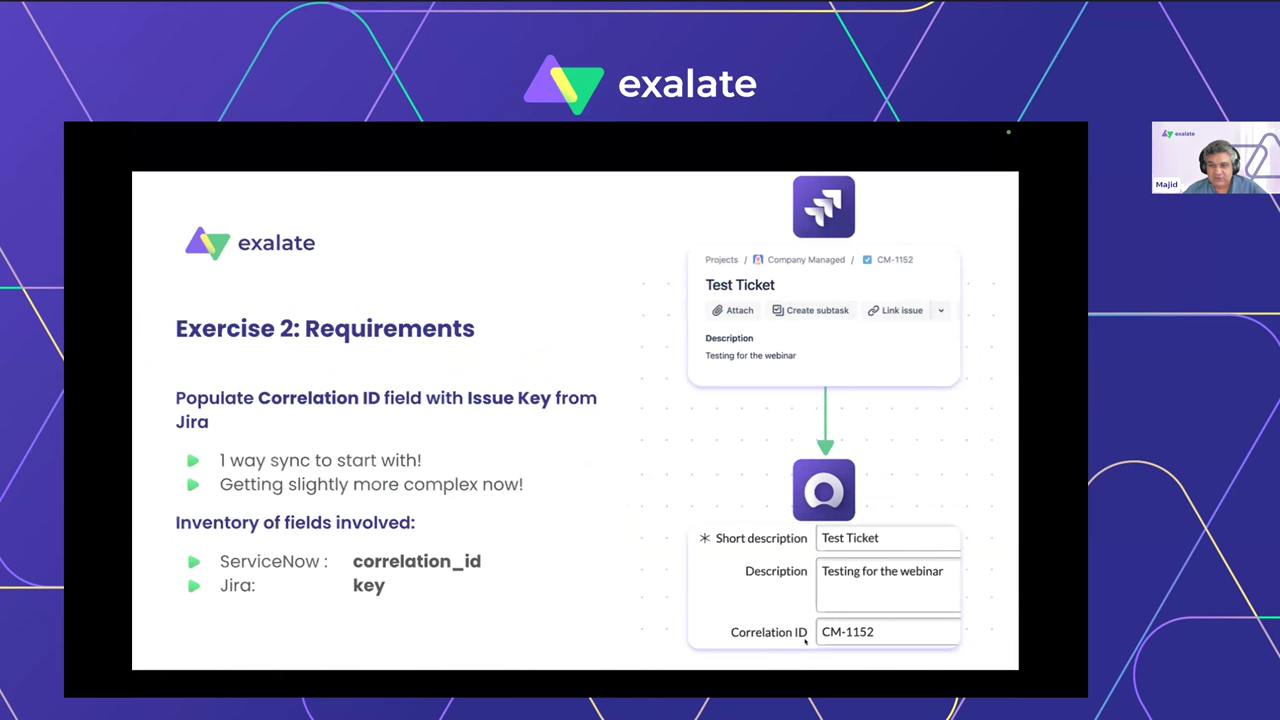 exalate
exalate
Majid
exalate
Exercise 2: Requirements
Populate Correlation ID field with Issue Key from
Jira
1 way sync to start with!
Getting slightly more complex now!
Inventory of fields involved:
ServiceNow : correlation_id
Jira: key
Projects / Company Managed / CM-1152
Test Ticket
Attach Create subtask Link issue
Description
Testing for the webinar
Short description Test Ticket
Description Testing for the webinar
Correlation ID CM-1152